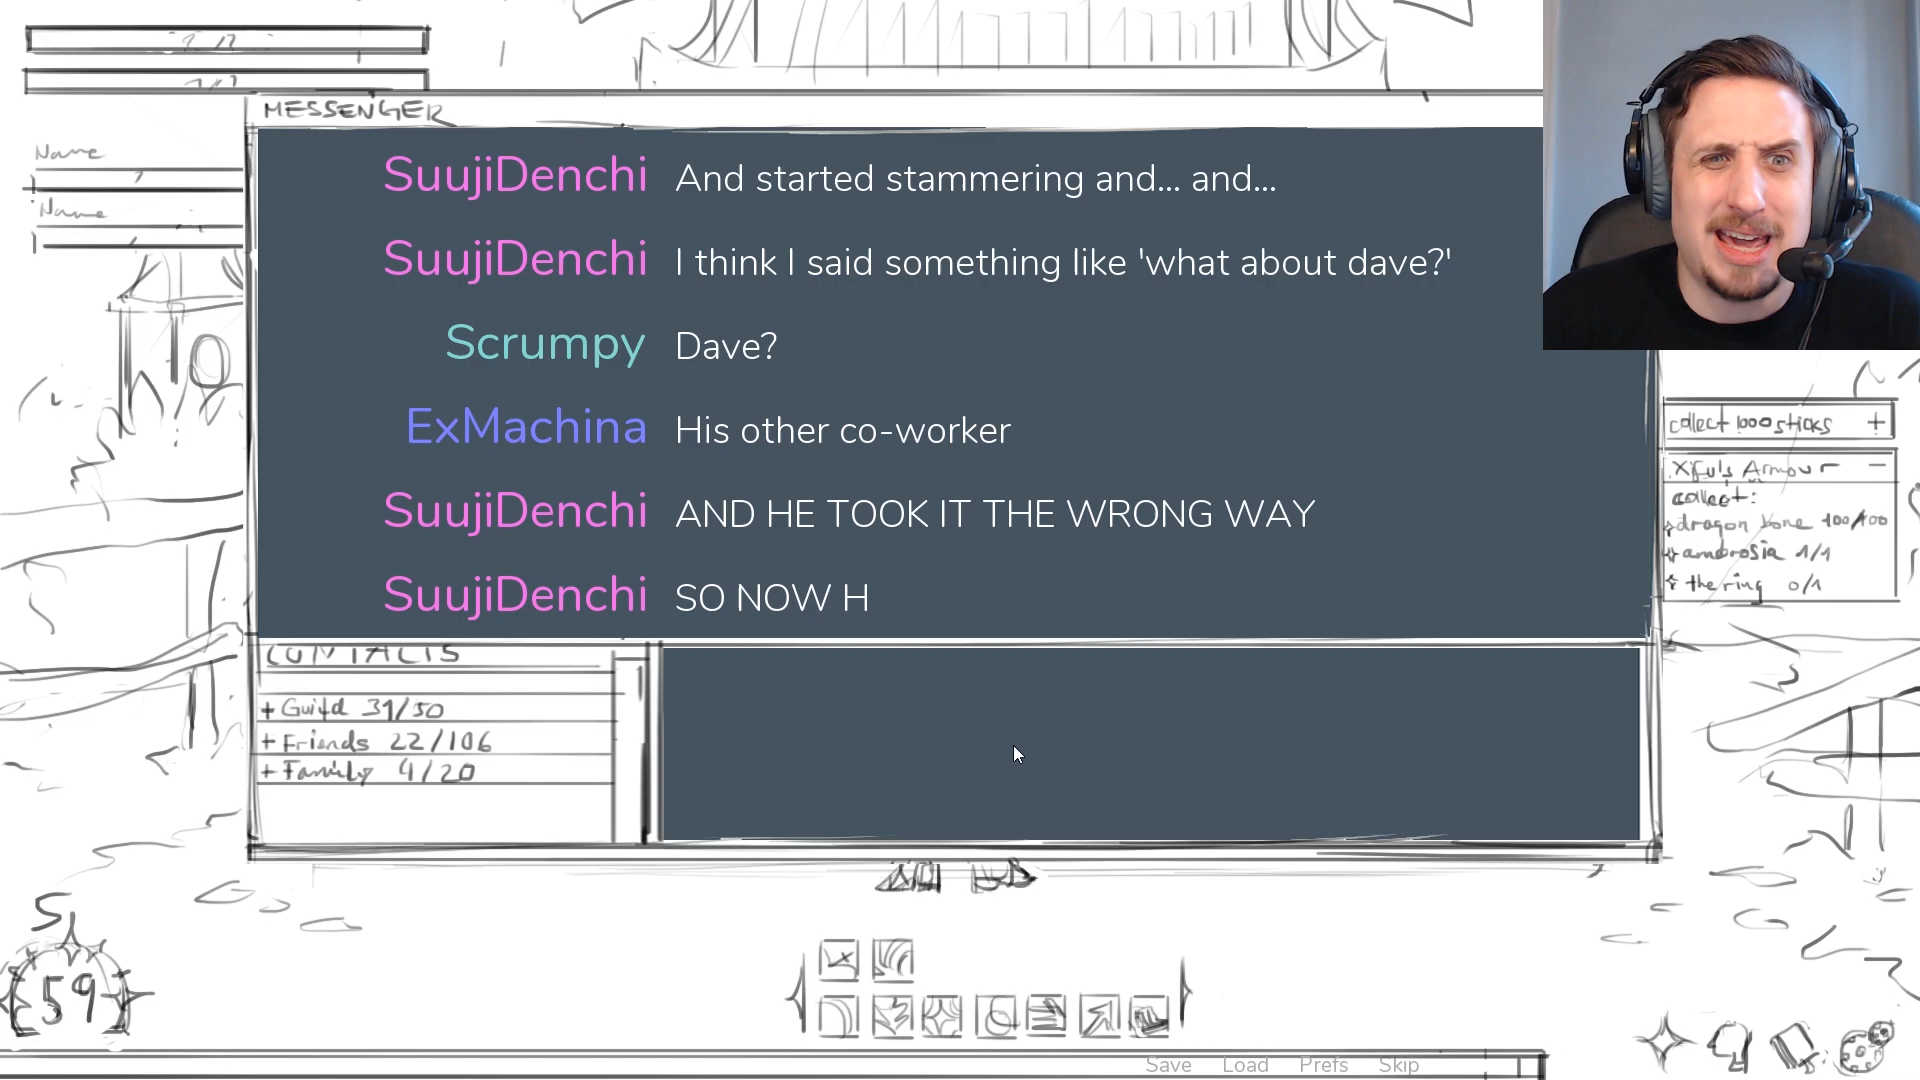 MESSENGER
Name
Name
SuujiDenchi And started stammering and... and...
SuujiDenchi I think I said something like 'what about dave?'
Scrumpy Dave?
ExMachina His other co-worker
SuujiDenchi AND HE TOOK IT THE WRONG WAY
SuujiDenchi SO NOW H
collect 1000 sticks +
Armour -
collect:
dragon bone 100/100
ambrosia 1/1
the ring 0/1
CONTACTS
+ Guild 39/50
+ Friends 22/106
+ Family 4/20
59
Save Load Prefs Skip